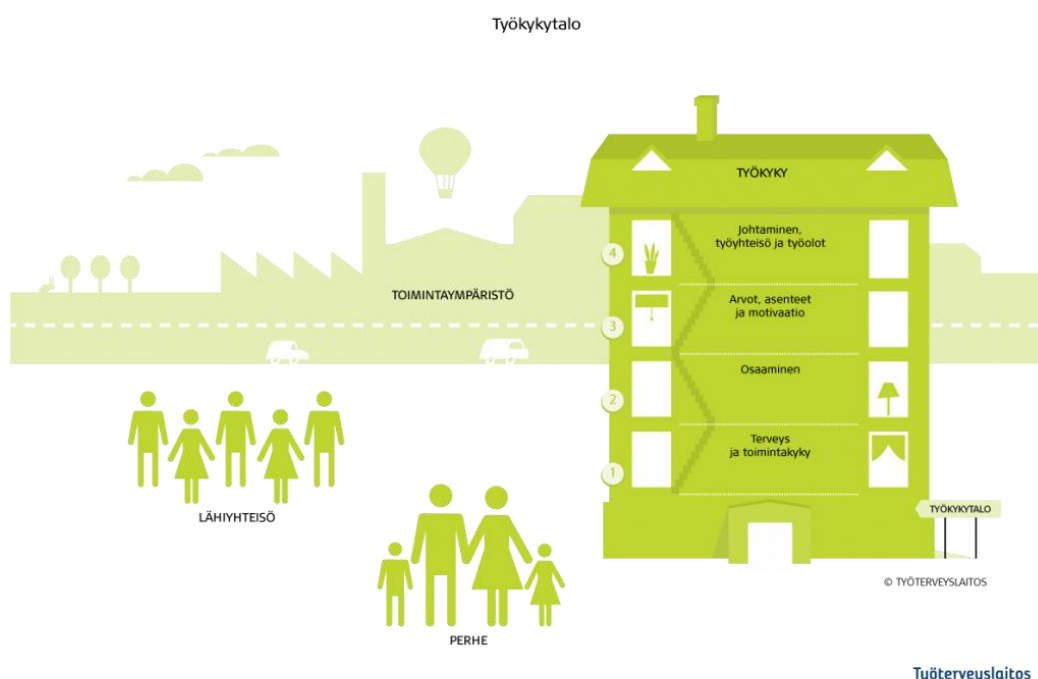 Työkykytalo
TYÖKYKY
4
Johtaminen,
työyhteisö ja työolot
TOIMINTAYMPÄRISTÖ
3
Arvot, asenteet
ja motivaatio
2
Osaaminen
1
Terveys
ja toimintakyky
LÄHIYHTEISÖ
PERHE
TYÖKYKYTALO
© TYÖTERVEYSLAITOS
Työterveyslaitos